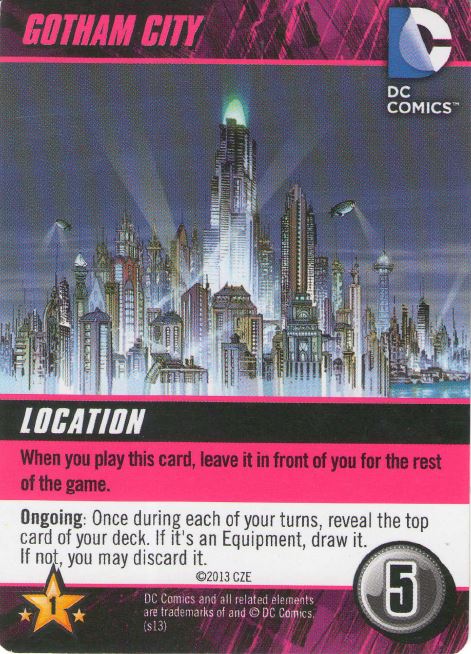 GOTHAM CITY
DC
COMICS™
LOCATION
When you play this card, leave it in front of you for the rest
of the game.
Ongoing: Once during each of your turns, reveal the top
card of your deck. If it's an Equipment, draw it.
If not, you may discard it.
©2013 CZE
1
DC Comics and all related elements
are trademarks of and © DC Comics.
(s13)
5